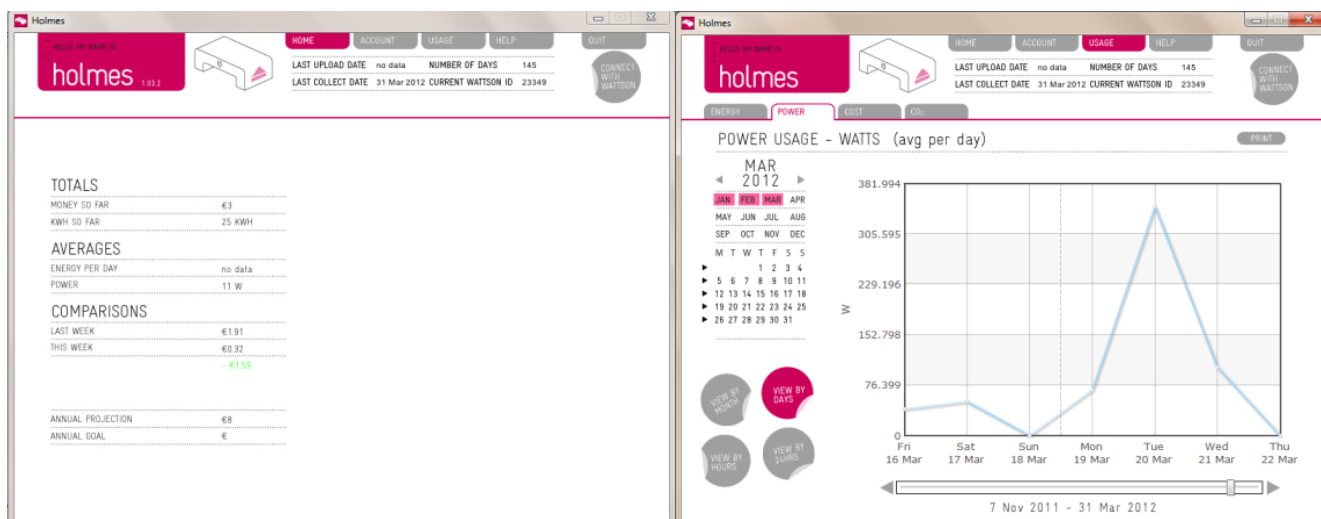 Holmes
HELLO MY NAME IS
holmes 1.03.2
HOME ACCOUNT USAGE HELP QUIT
LAST UPLOAD DATE no data NUMBER OF DAYS 145
LAST COLLECT DATE 31 Mar 2012 CURRENT WATTSON ID 23349
CONNECT
WITH
WATTSON
TOTALS
MONEY SO FAR €3
KWH SO FAR 25 KWH
AVERAGES
ENERGY PER DAY no data
POWER 11 W
COMPARISONS
LAST WEEK €1.91
THIS WEEK €0.32
- €1.59
ANNUAL PROJECTION €8
ANNUAL GOAL €
Holmes
HELLO MY NAME IS
holmes
HOME ACCOUNT USAGE HELP QUIT
LAST UPLOAD DATE no data NUMBER OF DAYS 145
LAST COLLECT DATE 31 Mar 2012 CURRENT WATTSON ID 23349
CONNECT
WITH
WATTSON
ENERGY POWER COST CO₂
POWER USAGE - WATTS (avg per day) PRINT
MAR
2012
JAN FEB MAR APR
MAY JUN JUL AUG
SEP OCT NOV DEC
M T W T F S S
1 2 3 4
5 6 7 8 9 10 11
12 13 14 15 16 17 18
19 20 21 22 23 24 25
26 27 28 29 30 31
VIEW BY
MONTH
VIEW BY
DAYS
VIEW BY
HOURS
VIEW BY
24HRS
381.994
305.595
229.196
152.798
76.399
0
W
Fri Sat Sun Mon Tue Wed Thu
16 Mar 17 Mar 18 Mar 19 Mar 20 Mar 21 Mar 22 Mar
7 Nov 2011 - 31 Mar 2012